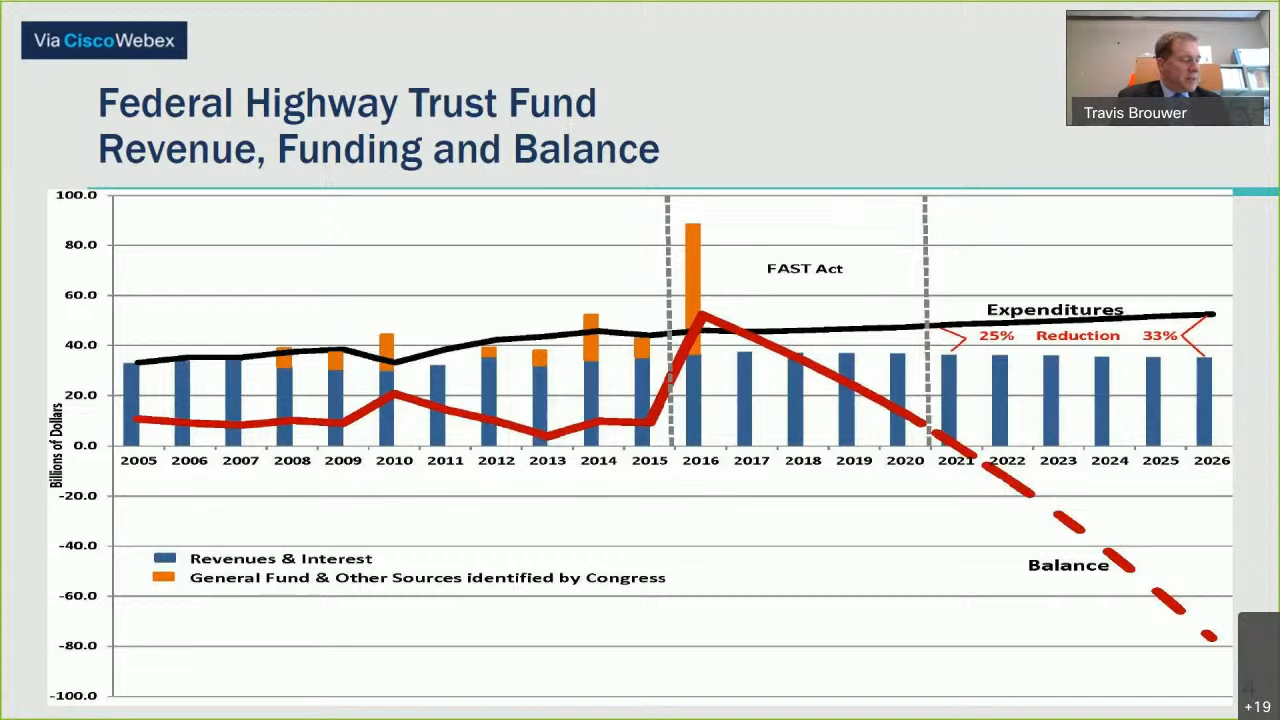 Via CiscoWebex
Travis Brouwer
Federal Highway Trust Fund
Revenue, Funding and Balance
100.0
80.0
60.0
40.0
20.0
0.0
-20.0
-40.0
-60.0
-80.0
-100.0
Billions of Dollars
FAST Act
Expenditures
25% Reduction 33%
2005 2006 2007 2008 2009 2010 2011 2012 2013 2014 2015 2016 2017 2018 2019 2020 2021 2022 2023 2024 2025 2026
Revenues & Interest
General Fund & Other Sources identified by Congress
Balance
4
+19